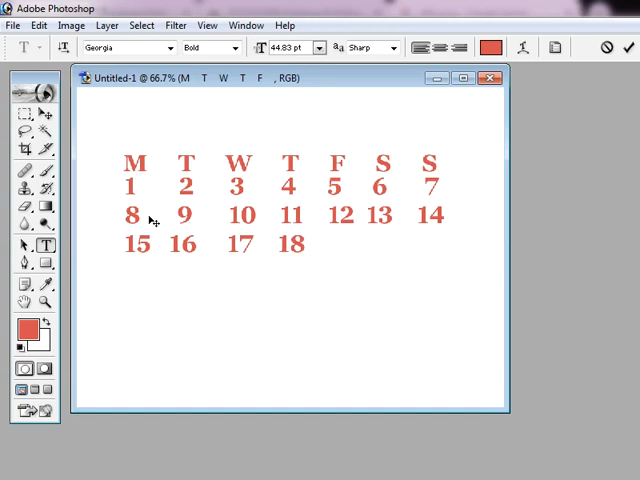 Adobe Photoshop
File Edit Image Layer Select Filter View Window Help
T T Georgia Bold T 44.83 pt aa Sharp
Untitled-1 @ 66.7% (M T W T F , RGB)
M T W T F S S
1 2 3 4 5 6 7
8 9 10 11 12 13 14
15 16 17 18
T